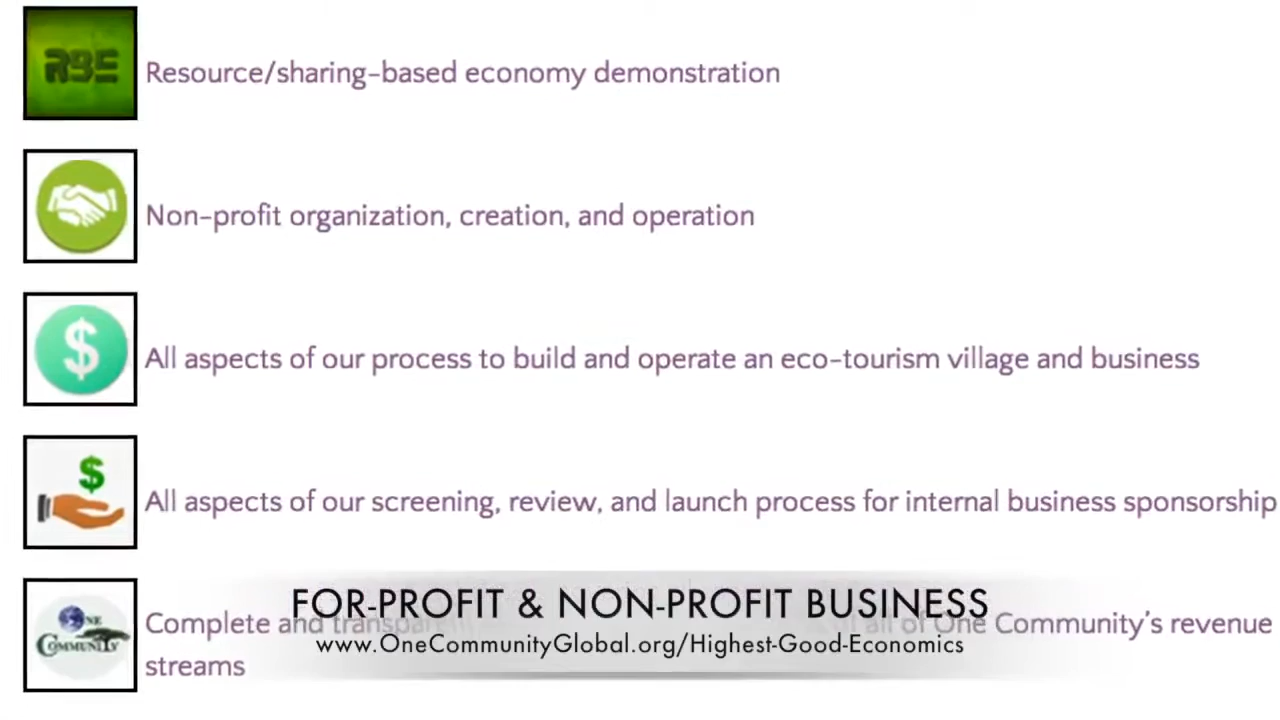 RBE
Resource/sharing-based economy demonstration
Non-profit organization, creation, and operation
$
All aspects of our process to build and operate an eco-tourism village and business
$
All aspects of our screening, review, and launch process for internal business sponsorship
FOR-PROFIT & NON-PROFIT BUSINESS
ONE
COMMUNITY
Complete and transparent all of One Community's revenue
www.OneCommunityGlobal.org/Highest-Good-Economics
streams